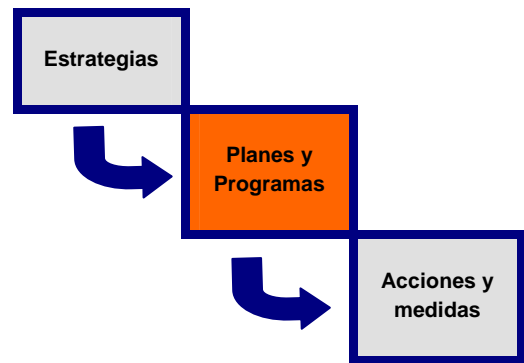 Estrategias
Planes y
Programas
Acciones y
medidas